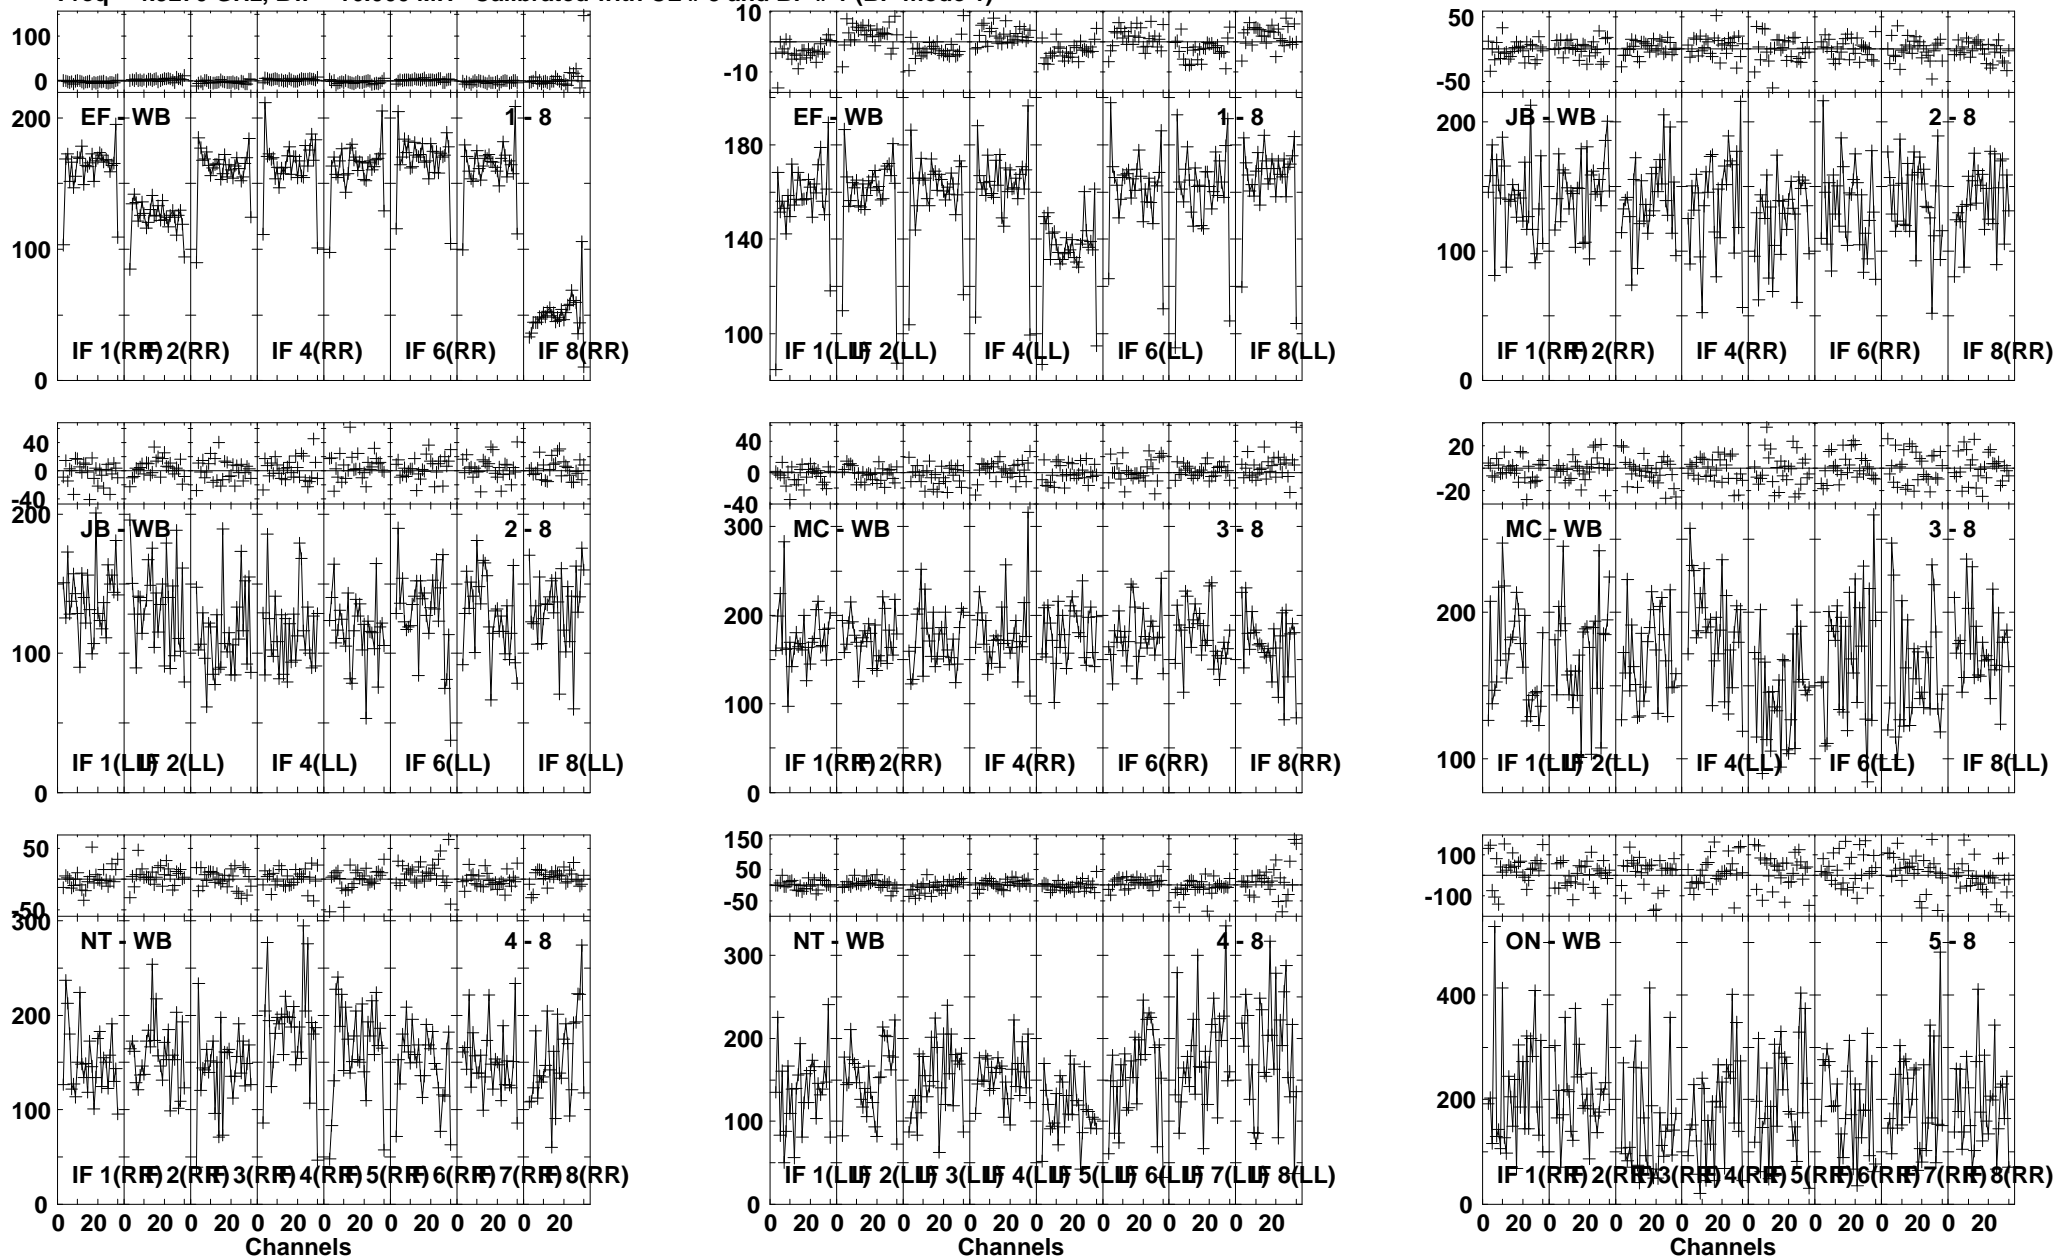 100
0
200
100
0
EF - WB
1 - 8
IF 1(RR)
IF 2(RR)
IF 4(RR)
IF 6(RR)
IF 8(RR)
10
-10
180
140
100
EF - WB
1 - 8
IF 1(LL)
IF 2(LL)
IF 4(LL)
IF 6(LL)
IF 8(LL)
50
-50
200
100
0
JB - WB
2 - 8
IF 1(RR)
IF 2(RR)
IF 4(RR)
IF 6(RR)
IF 8(RR)
40
0
-40
200
100
0
JB - WB
2 - 8
IF 1(LL)
IF 2(LL)
IF 4(LL)
IF 6(LL)
IF 8(LL)
40
0
-40
300
200
100
0
MC - WB
3 - 8
IF 1(RR)
IF 2(RR)
IF 4(RR)
IF 6(RR)
IF 8(RR)
20
-20
200
100
MC - WB
3 - 8
IF 1(LL)
IF 2(LL)
IF 4(LL)
IF 6(LL)
IF 8(LL)
50
-50
300
200
100
0
NT - WB
4 - 8
IF 1(RR)
IF 2(RR)
IF 3(RR)
IF 4(RR)
IF 5(RR)
IF 6(RR)
IF 7(RR)
IF 8(RR)
0 20 0 20 0 20 0 20 0 20 0 20 0 20 0 20
Channels
150
50
-50
300
200
100
0
NT - WB
4 - 8
IF 1(LL)
IF 2(LL)
IF 3(LL)
IF 4(LL)
IF 5(LL)
IF 6(LL)
IF 7(LL)
IF 8(LL)
0 20 0 20 0 20 0 20 0 20 0 20 0 20 0 20
Channels
100
-100
400
200
0
ON - WB
5 - 8
IF 1(RR)
IF 2(RR)
IF 3(RR)
IF 4(RR)
IF 5(RR)
IF 6(RR)
IF 7(RR)
IF 8(RR)
0 20 0 20 0 20 0 20 0 20 0 20 0 20 0 20
Channels